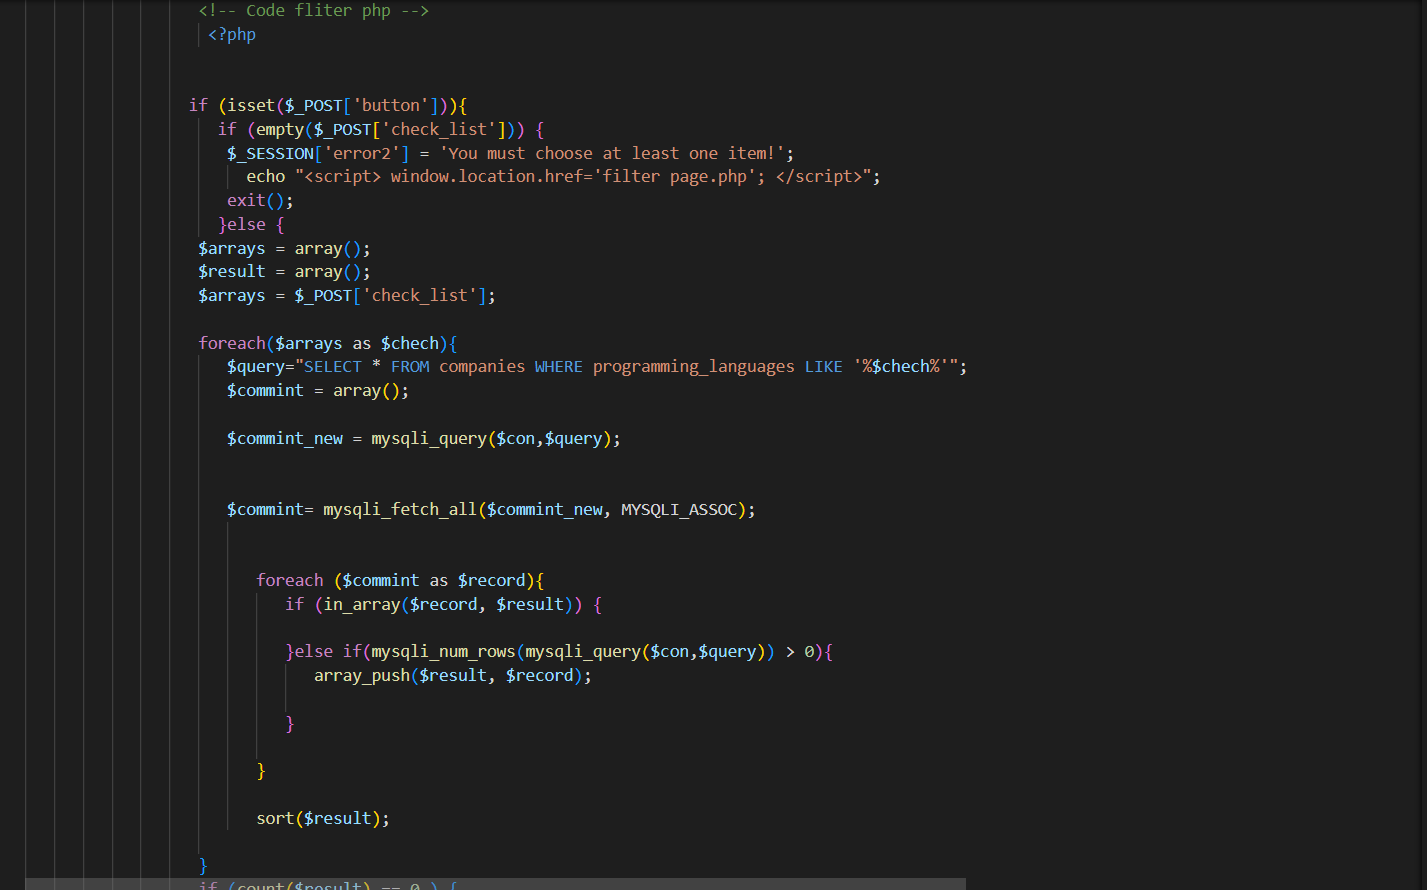 <!-- Code fliter php -->
<?php
if (isset($_POST['button'])){
if (empty($_POST['check_list'])) {
$_SESSION['error2'] = 'You must choose at least one item!';
echo "<script> window.location.href='filter page.php'; </script>";
exit();
}else {
$arrays = array();
$result = array();
$arrays = $_POST['check_list'];
foreach($arrays as $chech){
$query="SELECT * FROM companies WHERE programming_languages LIKE '%$chech%'";
$commint = array();
$commint_new = mysqli_query($con,$query);
$commint= mysqli_fetch_all($commint_new, MYSQLI_ASSOC);
foreach ($commint as $record){
if (in_array($record, $result)) {
}else if(mysqli_num_rows(mysqli_query($con,$query)) > 0){
array_push($result, $record);
}
}
sort($result);
}
if (count($result) == 0 ) {